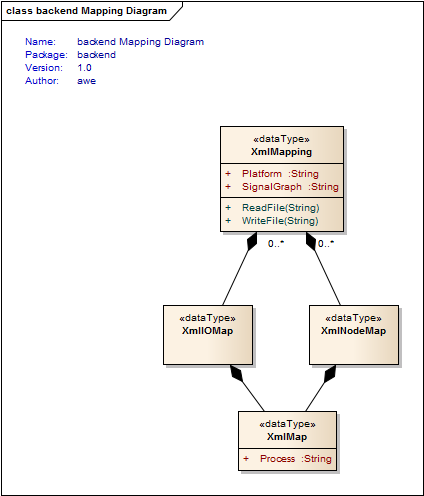 class backend Mapping Diagram
Name: backend Mapping Diagram
Package: backend
Version: 1.0
Author: awe
«dataType»
XmlMapping
+ Platform :String
+ SignalGraph :String
+ ReadFile(String)
+ WriteFile(String)
0..* 0..*
«dataType»
XmlIOMap
«dataType»
XmlNodeMap
«dataType»
XmlMap
+ Process :String